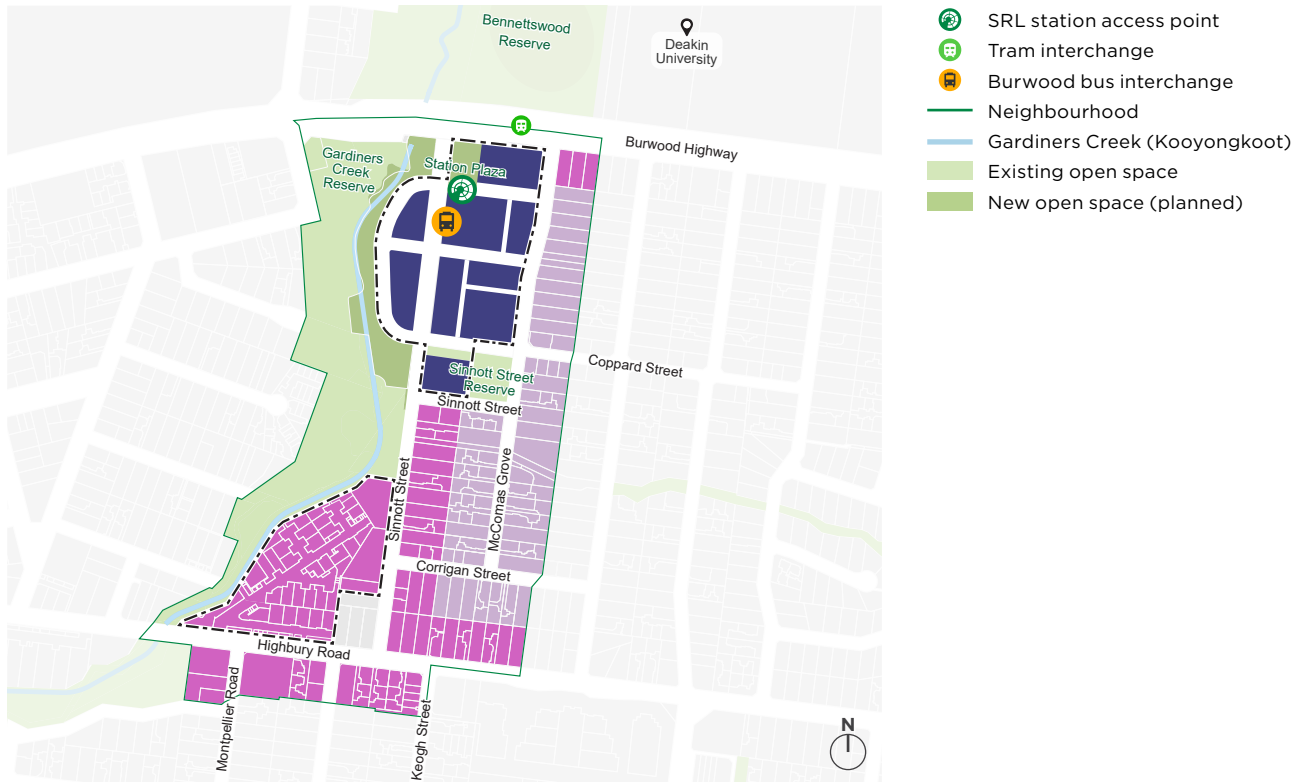 Bennettswood
Reserve
Deakin
University
Burwood Highway
Gardiners
Creek
Reserve
Station Plaza
Coppard Street
Sinnott Street
Reserve
Sinnott Street
Sinnott Street
McComas Grove
Corrigan Street
Highbury Road
Montpellier Road
Keogh Street
N
SRL station access point
Tram interchange
Burwood bus interchange
Neighbourhood
Gardiners Creek (Kooyongkoot)
Existing open space
New open space (planned)